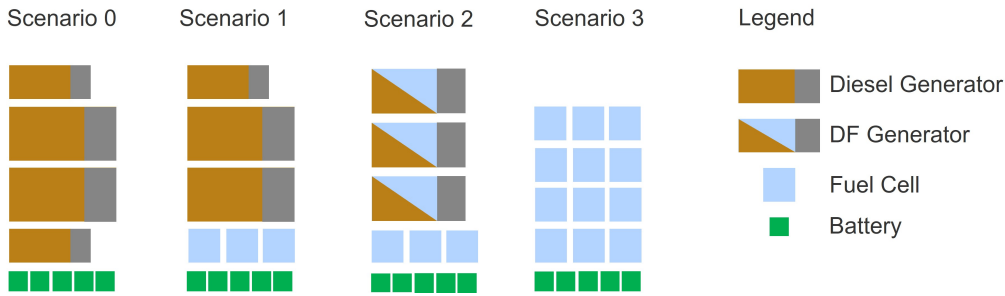 Scenario 0
Scenario 1
Scenario 2
Scenario 3
Legend
Diesel Generator
DF Generator
Fuel Cell
Battery